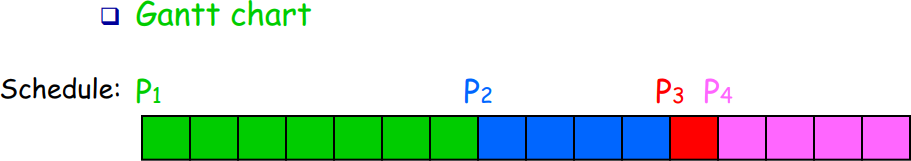 Gantt chart
Schedule: P1 P2 P3 P4